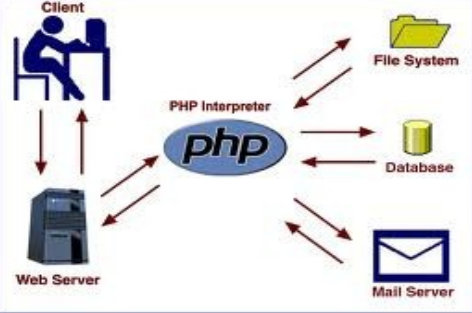 Client
File System
PHP Interpreter
php
Database
Web Server
Mail Server